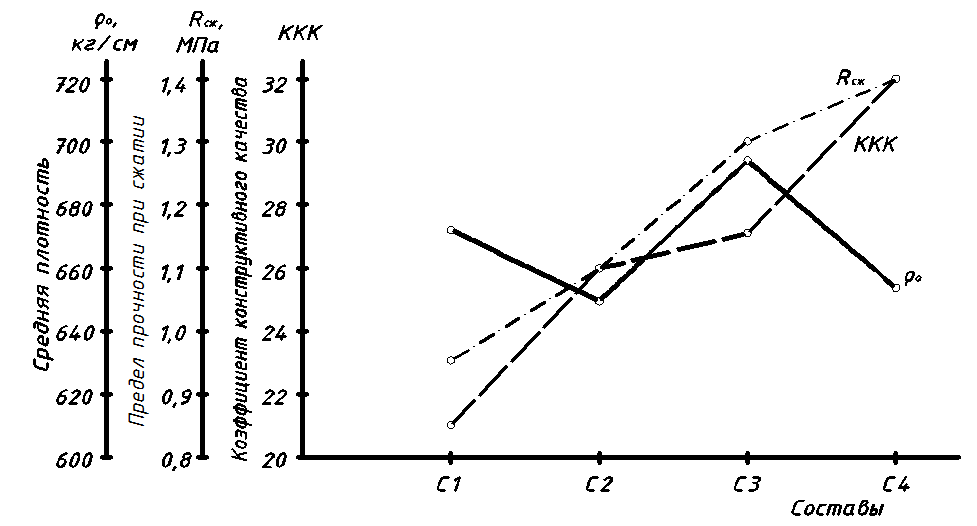 ρо,
кг/см
Rсж,
МПа
ККК
Средняя плотность
720
700
680
660
640
620
600
Предел прочности при сжатии
1,4
1,3
1,2
1,1
1,0
0,9
0,8
Коэффициент конструктивного качества
32
30
28
26
24
22
20
Rсж
ККК
ρо
С1
С2
С3
С4
Составы